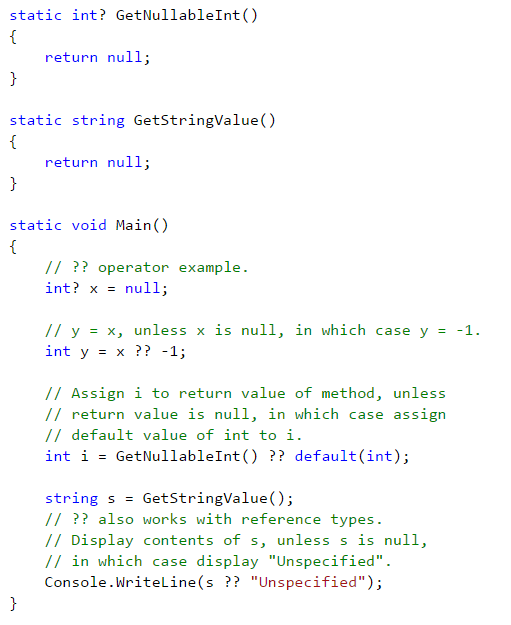 static int? GetNullableInt()
{
    return null;
}

static string GetStringValue()
{
    return null;
}

static void Main()
{
    // ?? operator example.
    int? x = null;

    // y = x, unless x is null, in which case y = -1.
    int y = x ?? -1;

    // Assign i to return value of method, unless
    // return value is null, in which case assign
    // default value of int to i.
    int i = GetNullableInt() ?? default(int);

    string s = GetStringValue();
    // ?? also works with reference types.
    // Display contents of s, unless s is null,
    // in which case display "Unspecified".
    Console.WriteLine(s ?? "Unspecified");
}